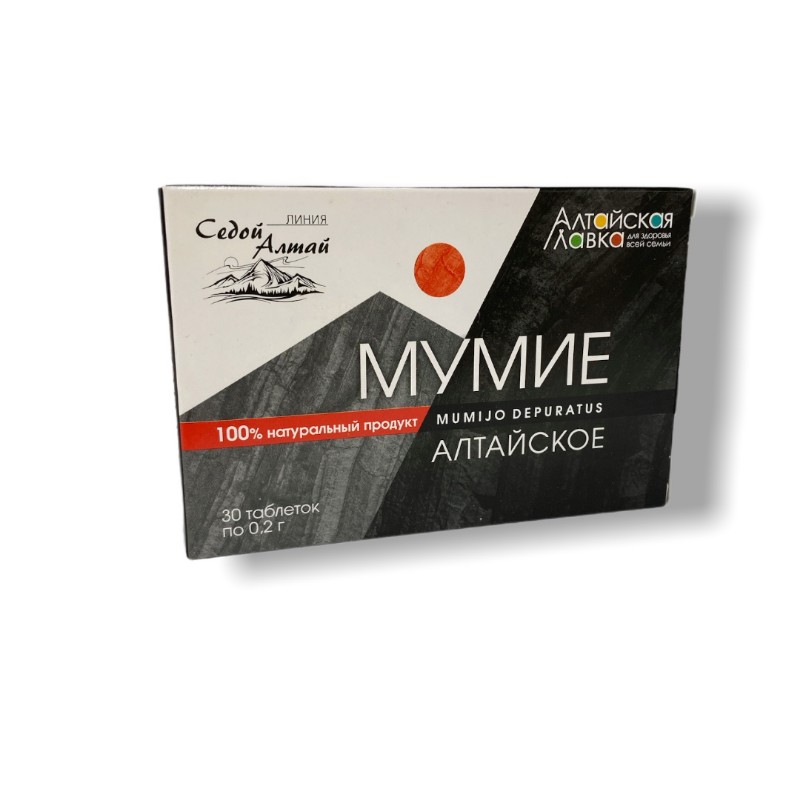 ЛИНИЯ
Седой
Алтай
АЛТАЙСКАЯ
ЛАВКА
ДЛЯ ЗДОРОВЬЯ
ВСЕЙ СЕМЬИ
МУМИЕ
100% натуральный продукт
MUMIJO DEPURATUS
АЛТАЙСКОЕ
30 таблеток
по 0,2 г